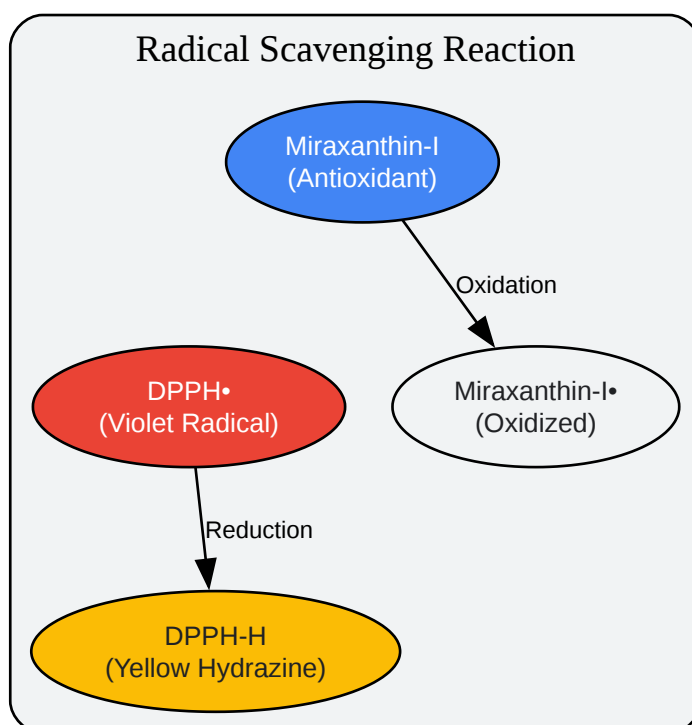 Radical Scavenging Reaction
Miraxanthin-I
(Antioxidant)
Oxidation
DPPH•
(Violet Radical)
Miraxanthin-I•
(Oxidized)
Reduction
DPPH-H
(Yellow Hydrazine)